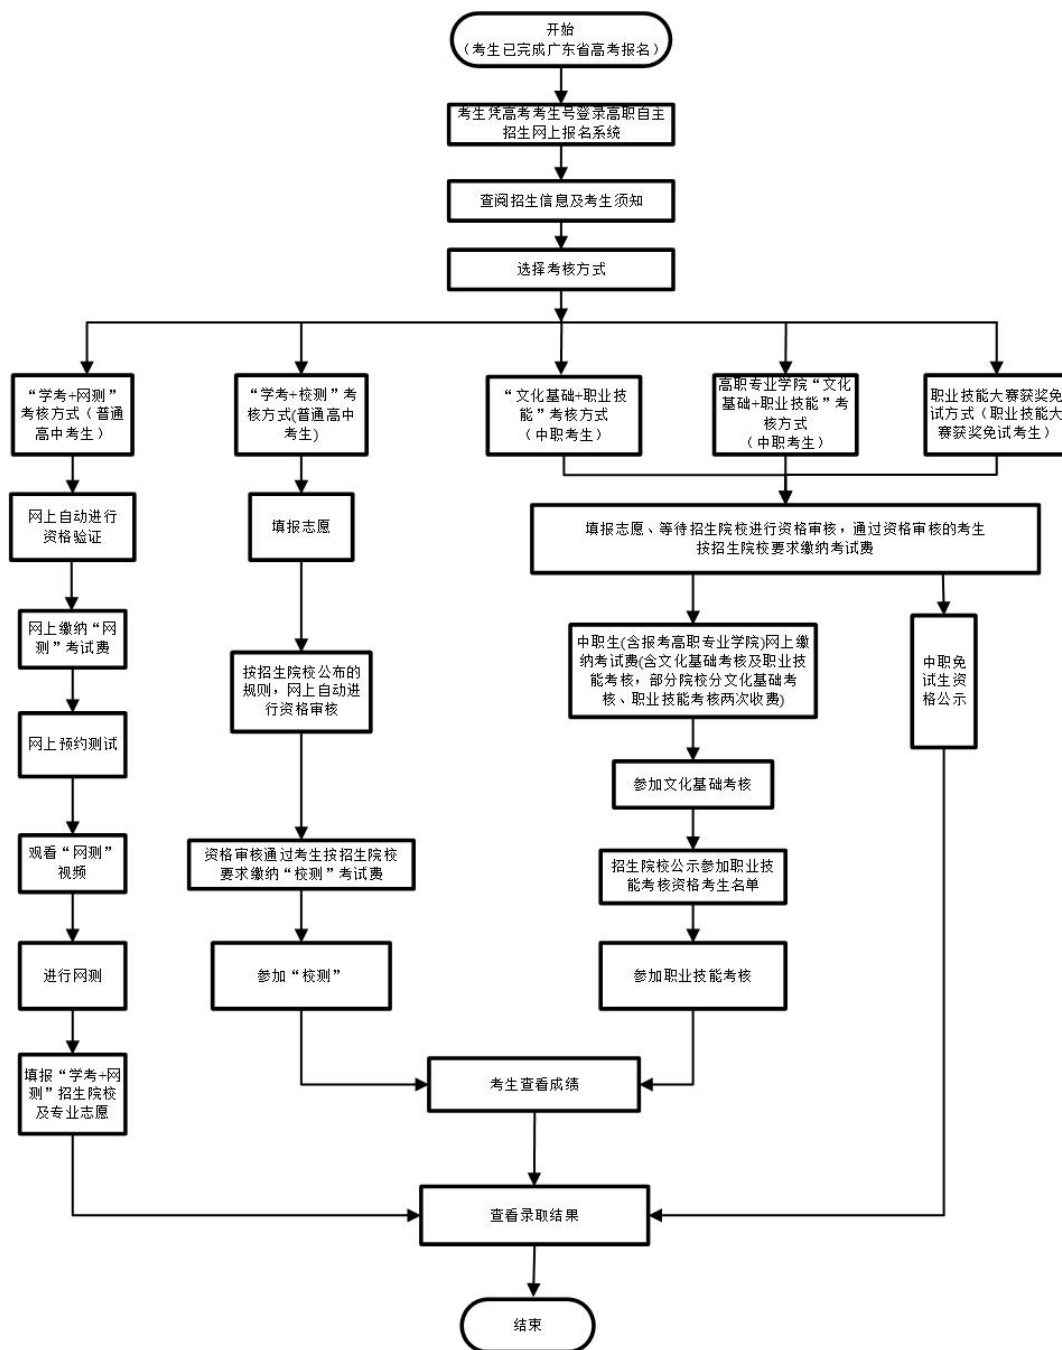 开始
（考生已完成广东省高考报名）
考生凭高考考生号登录高职自主
招生网上报名系统
查阅招生信息及考生须知
选择考核方式
“学考+网测”
考核方式（普通
高中考生）
“学考+校测”考
核方式(普通高中
考生)
“文化基础+职业技
能”考核方式
（中职考生）
高职专业学院“文化
基础+职业技能”考
核方式
（中职考生）
职业技能大赛获奖免
试方式（职业技能大
赛获奖免试考生）
网上自动进行
资格验证
填报志愿
填报志愿、等待招生院校进行资格审核，通过资格审核的考生
按招生院校要求缴纳考试费
网上缴纳“网
测”考试费
按招生院校公布的
规则，网上自动进
行资格审核
中职生(含报考高职专业学院)网上缴
纳考试费(含文化基础考核及职业技
能考核，部分院校分文化基础考
核、职业技能考核两次收费)
中职免
试生资
格公示
网上预约测试
参加文化基础考核
观看“网测”
视频
资格审核通过考生按招生院校
要求缴纳“校测”考试费
招生院校公示参加职业技
能考核资格考生名单
进行网测
参加“校测”
参加职业技能考核
填报“学考+网
测”招生院校
及专业志愿
考生查看成绩
查看录取结果
结束